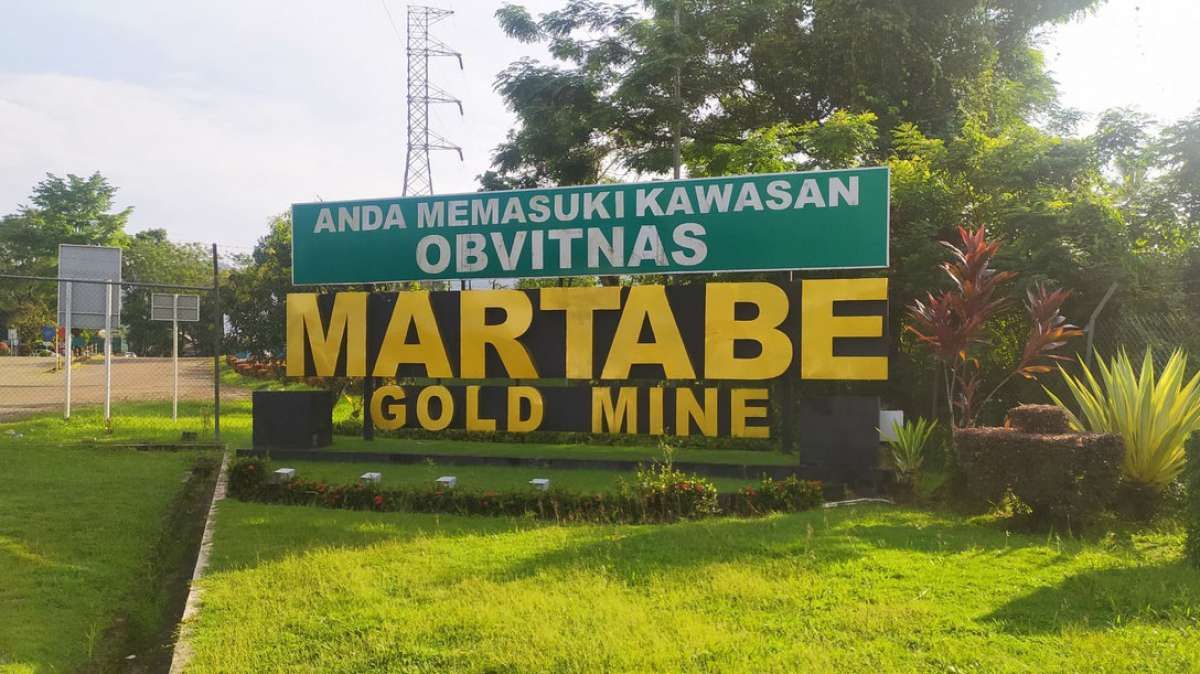 ANDA MEMASUKI KAWASAN
OBVITNAS
MARTABE
GOLD MINE